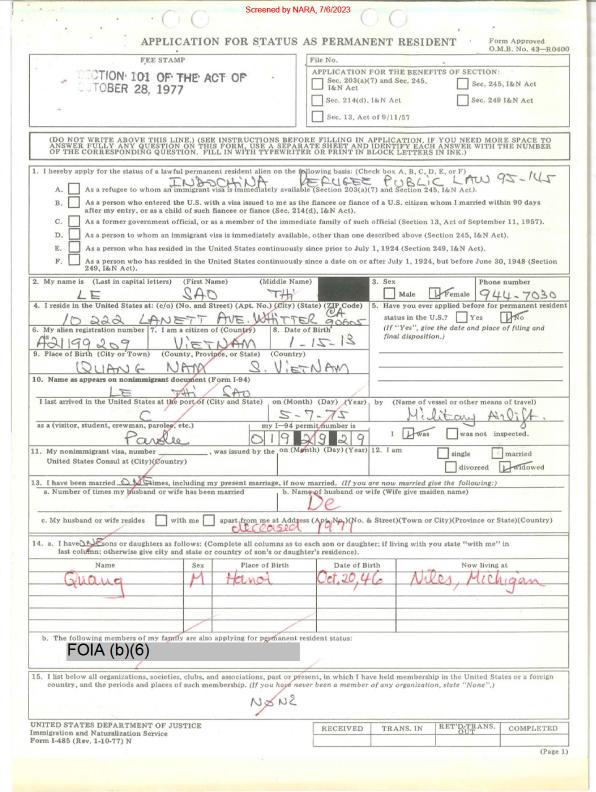 Screened by NARA, 7/6/2023
APPLICATION FOR STATUS AS PERMANENT RESIDENT
Form Approved
O.M.B. No. 43—R0400
FEE STAMP
SECTION 101 OF THE ACT OF
OCTOBER 28, 1977
File No.
APPLICATION FOR THE BENEFITS OF SECTION:
Sec. 203(a)(7) and Sec. 245, I&N Act
Sec. 245, I&N Act
Sec. 214(d), I&N Act
Sec. 249 I&N Act
Sec. 13, Act of 9/11/57
(DO NOT WRITE ABOVE THIS LINE.) (SEE INSTRUCTIONS BEFORE FILLING IN APPLICATION. IF YOU NEED MORE SPACE TO
ANSWER FULLY ANY QUESTION ON THIS FORM, USE A SEPARATE SHEET AND IDENTIFY EACH ANSWER WITH THE NUMBER
OF THE CORRESPONDING QUESTION. FILL IN WITH TYPEWRITER OR PRINT IN BLOCK LETTERS IN INK.)
1. I hereby apply for the status of a lawful permanent resident alien on the following basis: (Check box A, B, C, D, E, or F)
INDOCHINA REFUGEE PUBLIC LAW 95-145
A. As a refugee to whom an immigrant visa is immediately available (Section 203(a)(7) and Section 245, I&N Act).
B. As a person who entered the U.S. with a visa issued to me as the fiancee or fiance of a U.S. citizen whom I married within 90 days
after my entry, or as a child of such fiancee or fiance (Sec. 214(d), I&N Act).
C. As a former government official, or as a member of the immediate family of such official (Section 13, Act of September 11, 1957).
D. As a person to whom an immigrant visa is immediately available, other than one described above (Section 245, I&N Act).
E. As a person who has resided in the United States continuously since prior to July 1, 1924 (Section 249, I&N Act).
F. As a person who has resided in the United States continuously since a date on or after July 1, 1924, but before June 30, 1948 (Section
249, I&N Act).
2. My name is (Last in capital letters) (First Name) (Middle Name)
LE SAO Thi
3. Sex
Male Female
Phone number
944-7030
4. I reside in the United States at: (c/o) (No. and Street) (Apt. No.) (City) (State) (ZIP Code)
10222 LANETT AVE. WHITTER CA 90605
5. Have you ever applied for permanent resident
status in the U.S.? Yes No
(If "Yes", give the date and place of filing and
final disposition.)
6. My alien registration number
A21199209
7. I am a citizen of (Country)
VIETNAM
8. Date of Birth
1-15-13
9. Place of Birth (City or Town) (County, Province, or State) (Country)
QUANG NAM S. VIETNAM
10. Name as appears on nonimmigrant document (Form I-94)
LE Thi SAO
I last arrived in the United States at the port of (City and State)
C
on (Month) (Day) (Year)
5-7-75
by (Name of vessel or other means of travel)
Military Airlift.
as a (visitor, student, crewman, parolee, etc.)
Parolee
my I-94 permit number is
019 29 29
I was was not inspected.
11. My nonimmigrant visa, number , was issued by the
United States Consul at (City)(Country)
on (Month) (Day) (Year)
12. I am
single married
divorced widowed
13. I have been married ONE times, including my present marriage, if now married. (If you are now married give the following:)
a. Number of times my husband or wife has been married
b. Name of husband or wife (Wife give maiden name)
De
c. My husband or wife resides with me apart from me at Address (Apt. No.)(No. & Street)(Town or City)(Province or State)(Country)
deceased 1971
14. a. I have ONE sons or daughters as follows: (Complete all columns as to each son or daughter; if living with you state "with me" in
last column; otherwise give city and state or country of son's or daughter's residence).
Name Sex Place of Birth Date of Birth Now living at
Quang M Hanoi Oct, 20, 46 Niles, Michigan
b. The following members of my family are also applying for permanent resident status:
FOIA (b)(6)
15. I list below all organizations, societies, clubs, and associations, past or present, in which I have held membership in the United States or a foreign
country, and the periods and places of such membership. (If you have never been a member of any organization, state "None".)
NONE
UNITED STATES DEPARTMENT OF JUSTICE
Immigration and Naturalization Service
Form I-485 (Rev. 1-10-77) N
RECEIVED TRANS. IN RET'D-TRANS. OUT COMPLETED
(Page 1)